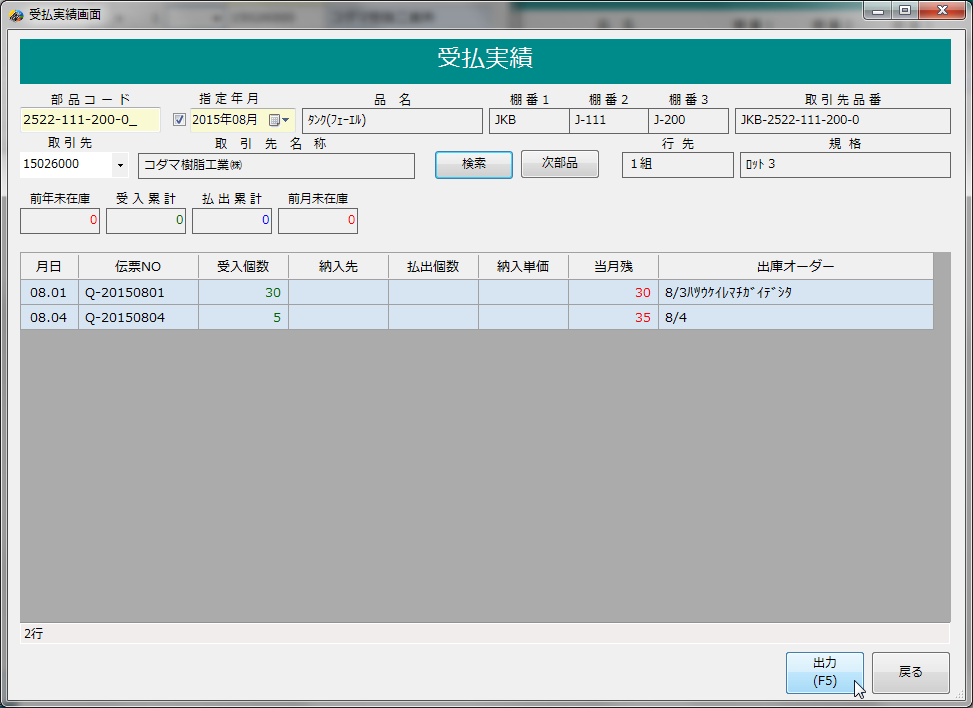 受払実績画面
受払実績
部品コード 指定年月 品 名 棚番1 棚番2 棚番3 取引先品番
2522-111-200-0_ 2015年08月 ﾀﾝｸ(ﾌｭｰｴﾙ) JKB J-111 J-200 JKB-2522-111-200-0
取引先 取 引 先 名 称 行先 規格
15026000 コダマ樹脂工業㈱ 検索 次部品 1組 ﾛｯﾄ3
前年末在庫 受入累計 払出累計 前月末在庫
0 0 0 0
月日 伝票NO 受入個数 納入先 払出個数 納入単価 当月残 出庫オーダー
08.01 Q-20150801 30 30 8/3ﾊﾂｳｹｲﾚﾏﾁｶﾞｲﾃﾞｼﾀ
08.04 Q-20150804 5 35 8/4
2行
出力
(F5)
戻る